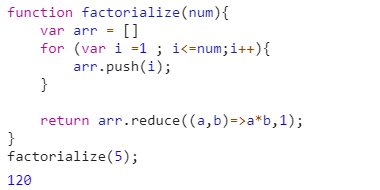 function factorialize(num){
    var arr = []
    for (var i =1 ; i<=num;i++){
        arr.push(i);
    }

    return arr.reduce((a,b)=>a*b,1);
}
factorialize(5);
120